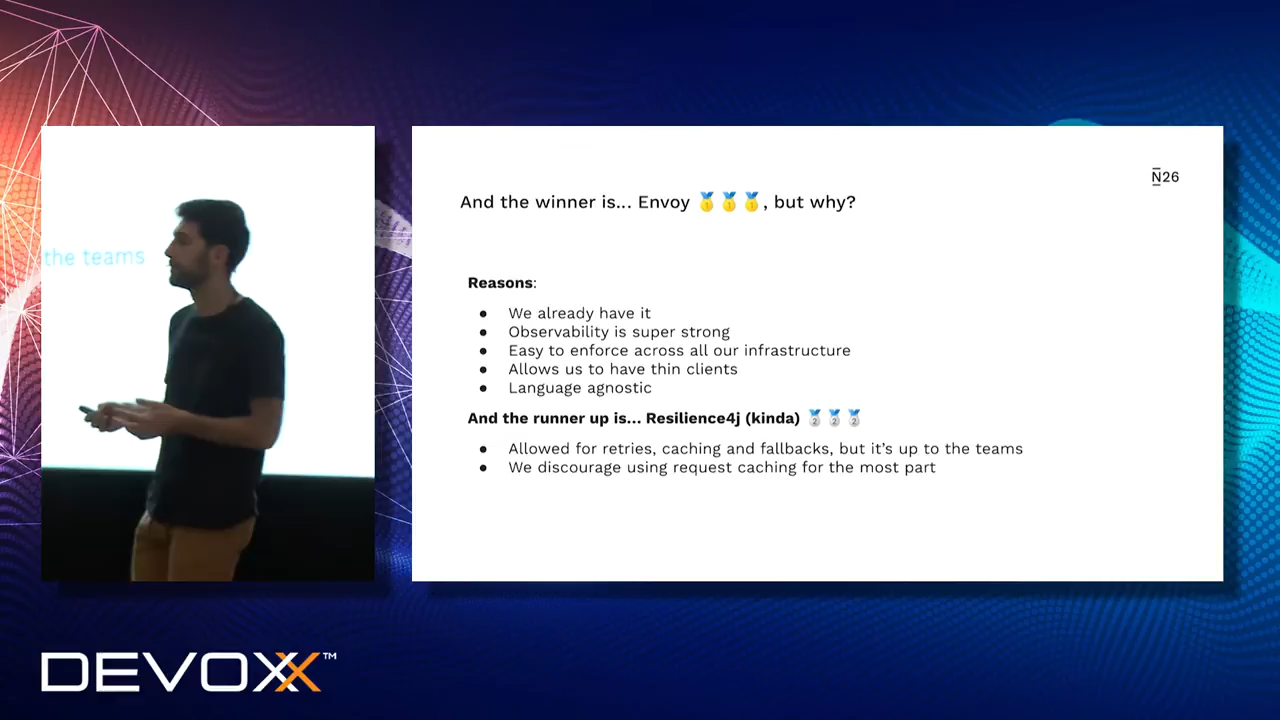 the teams
N26
And the winner is... Envoy 🥇🥇🥇, but why?
Reasons:
● We already have it
● Observability is super strong
● Easy to enforce across all our infrastructure
● Allows us to have thin clients
● Language agnostic
And the runner up is... Resilience4j (kinda) 🥈🥈🥈
● Allowed for retries, caching and fallbacks, but it’s up to the teams
● We discourage using request caching for the most part
DEVOXX™